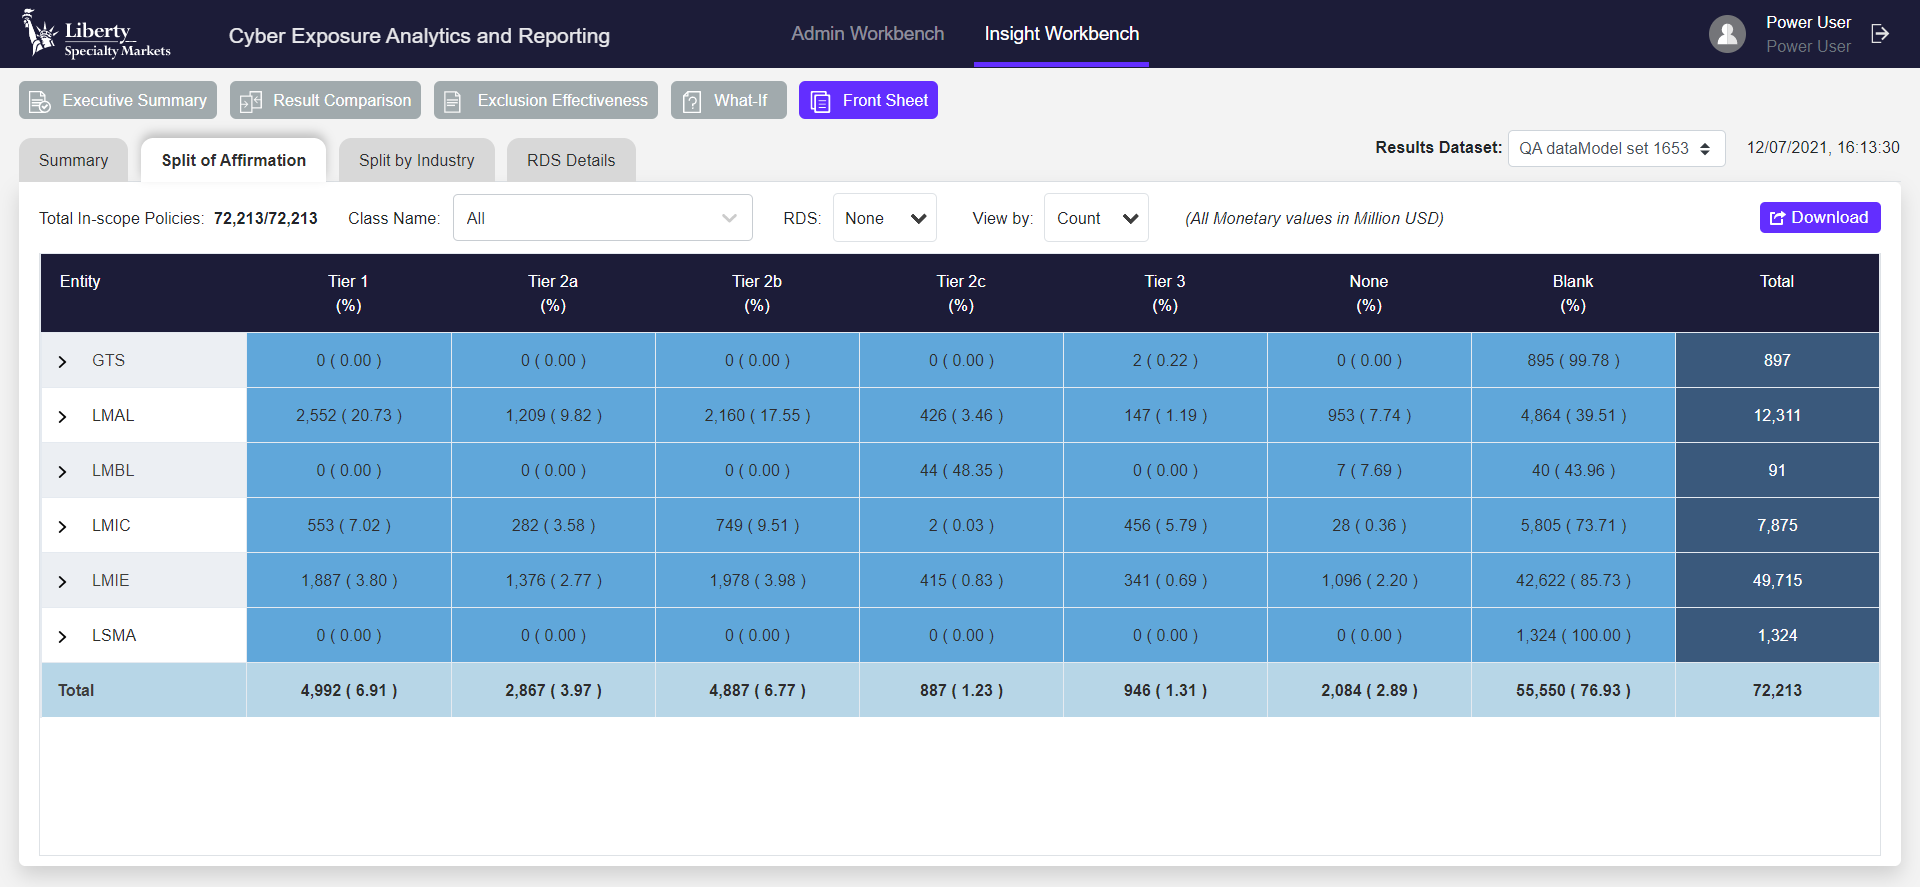 Liberty
Specialty Markets
Cyber Exposure Analytics and Reporting
Admin Workbench
Insight Workbench
Power User
Power User
Executive Summary
Result Comparison
Exclusion Effectiveness
What-If
Front Sheet
Summary
Split of Affirmation
Split by Industry
RDS Details
Results Dataset: QA dataModel set 1653 12/07/2021, 16:13:30
Total In-scope Policies: 72,213/72,213 Class Name: All RDS: None View by: Count (All Monetary values in Million USD) Download
Entity Tier 1 (%) Tier 2a (%) Tier 2b (%) Tier 2c (%) Tier 3 (%) None (%) Blank (%) Total
GTS 0 ( 0.00 ) 0 ( 0.00 ) 0 ( 0.00 ) 0 ( 0.00 ) 2 ( 0.22 ) 0 ( 0.00 ) 895 ( 99.78 ) 897
LMAL 2,552 ( 20.73 ) 1,209 ( 9.82 ) 2,160 ( 17.55 ) 426 ( 3.46 ) 147 ( 1.19 ) 953 ( 7.74 ) 4,864 ( 39.51 ) 12,311
LMBL 0 ( 0.00 ) 0 ( 0.00 ) 0 ( 0.00 ) 44 ( 48.35 ) 0 ( 0.00 ) 7 ( 7.69 ) 40 ( 43.96 ) 91
LMIC 553 ( 7.02 ) 282 ( 3.58 ) 749 ( 9.51 ) 2 ( 0.03 ) 456 ( 5.79 ) 28 ( 0.36 ) 5,805 ( 73.71 ) 7,875
LMIE 1,887 ( 3.80 ) 1,376 ( 2.77 ) 1,978 ( 3.98 ) 415 ( 0.83 ) 341 ( 0.69 ) 1,096 ( 2.20 ) 42,622 ( 85.73 ) 49,715
LSMA 0 ( 0.00 ) 0 ( 0.00 ) 0 ( 0.00 ) 0 ( 0.00 ) 0 ( 0.00 ) 0 ( 0.00 ) 1,324 ( 100.00 ) 1,324
Total 4,992 ( 6.91 ) 2,867 ( 3.97 ) 4,887 ( 6.77 ) 887 ( 1.23 ) 946 ( 1.31 ) 2,084 ( 2.89 ) 55,550 ( 76.93 ) 72,213